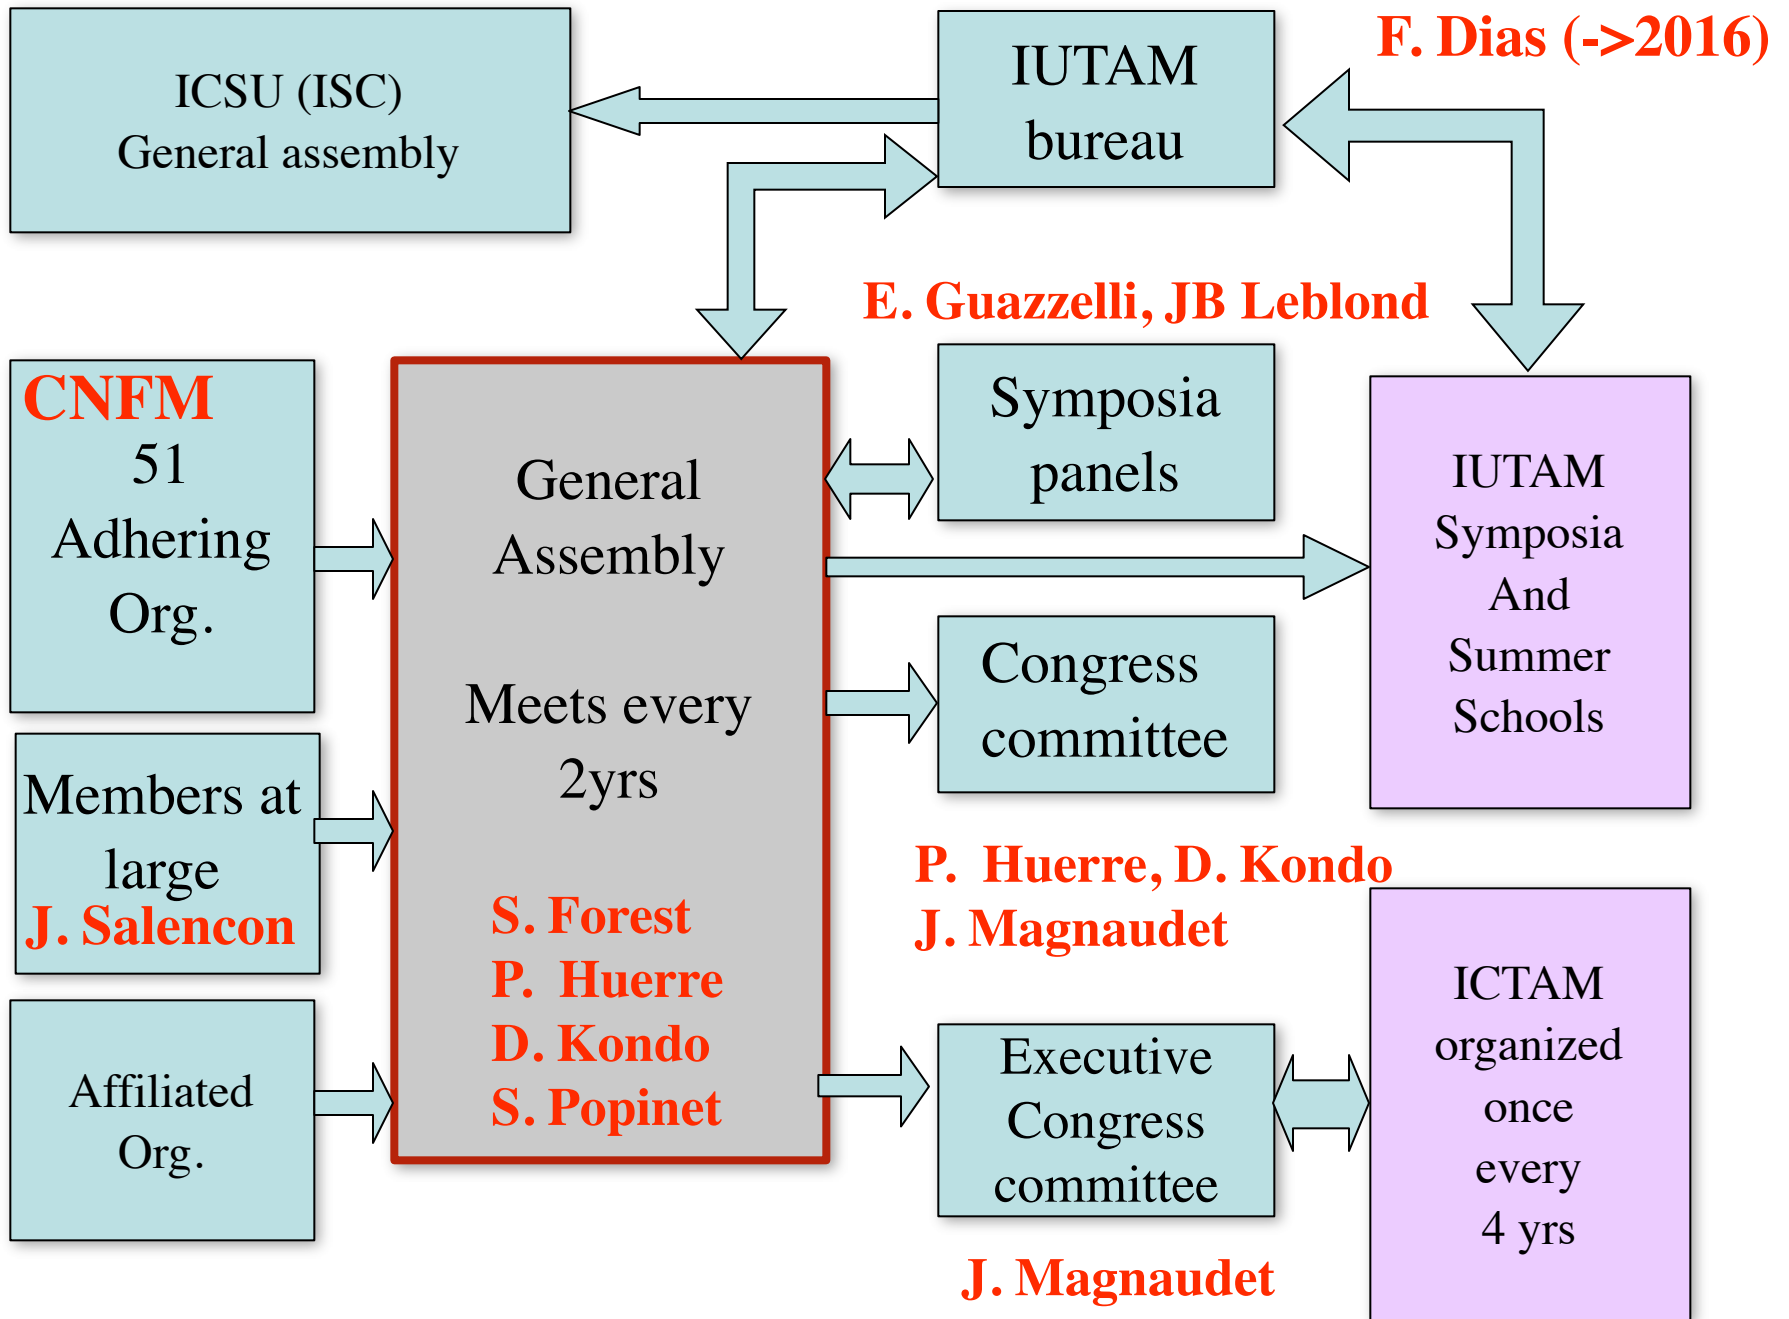 ICSU (ISC)
General assembly
IUTAM
bureau
F. Dias (->2016)
E. Guazzelli, JB Leblond
CNFM
51
Adhering
Org.
Members at
large
J. Salencon
Affiliated
Org.
General
Assembly
Meets every
2yrs
S. Forest
P.  Huerre
D. Kondo
S. Popinet
Symposia
panels
Congress
committee
P.  Huerre, D. Kondo
J. Magnaudet
Executive
Congress
committee
J. Magnaudet
IUTAM
Symposia
And
Summer
Schools
ICTAM
organized
once
every
4 yrs